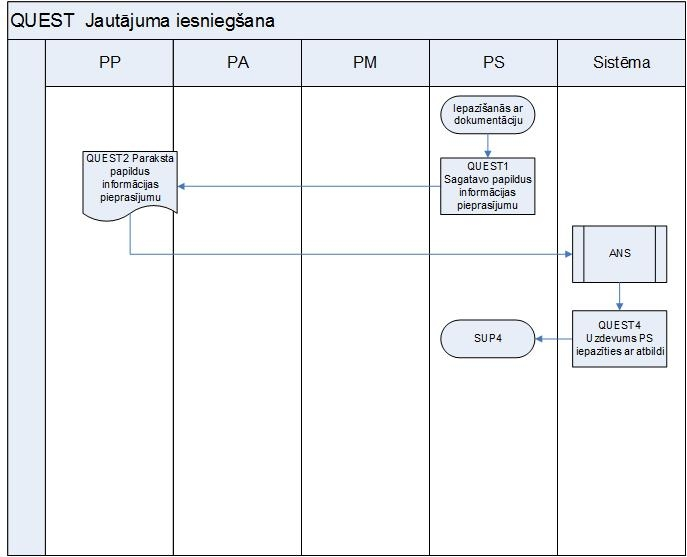 QUEST  Jautājuma iesniegšana
PP
PA
PM
PS
Sistēma
Iepazīšanās ar
dokumentāciju
QUEST1
Sagatavo papildus
informācijas
pieprasījumu
QUEST2 Paraksta
papildus
informācijas
pieprasījumu
ANS
QUEST4
Uzdevums PS
iepazīties ar atbildi
SUP4